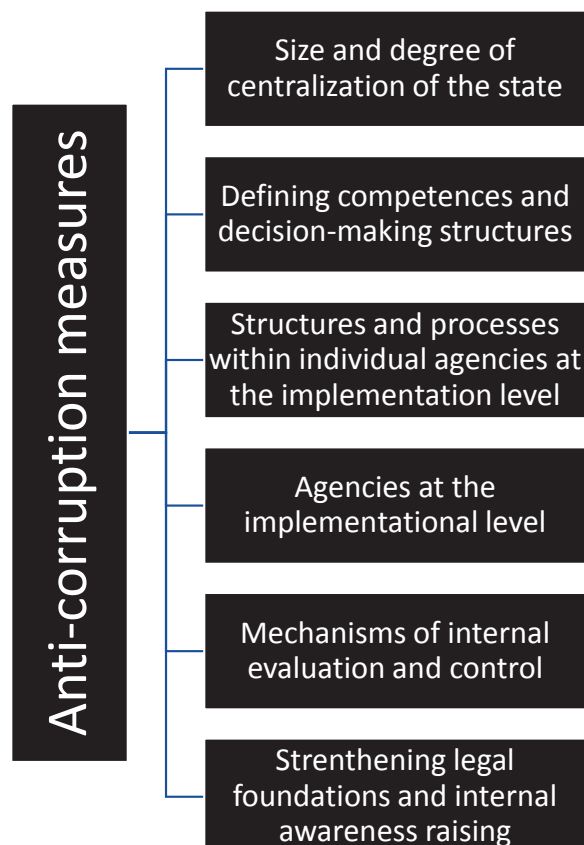 Anti-corruption measures
Size and degree of
centralization of the state
Defining competences and
decision-making structures
Structures and processes
within individual agencies at
the implementation level
Agencies at the
implementational level
Mechanisms of internal
evaluation and control
Strenthening legal
foundations and internal
awareness raising